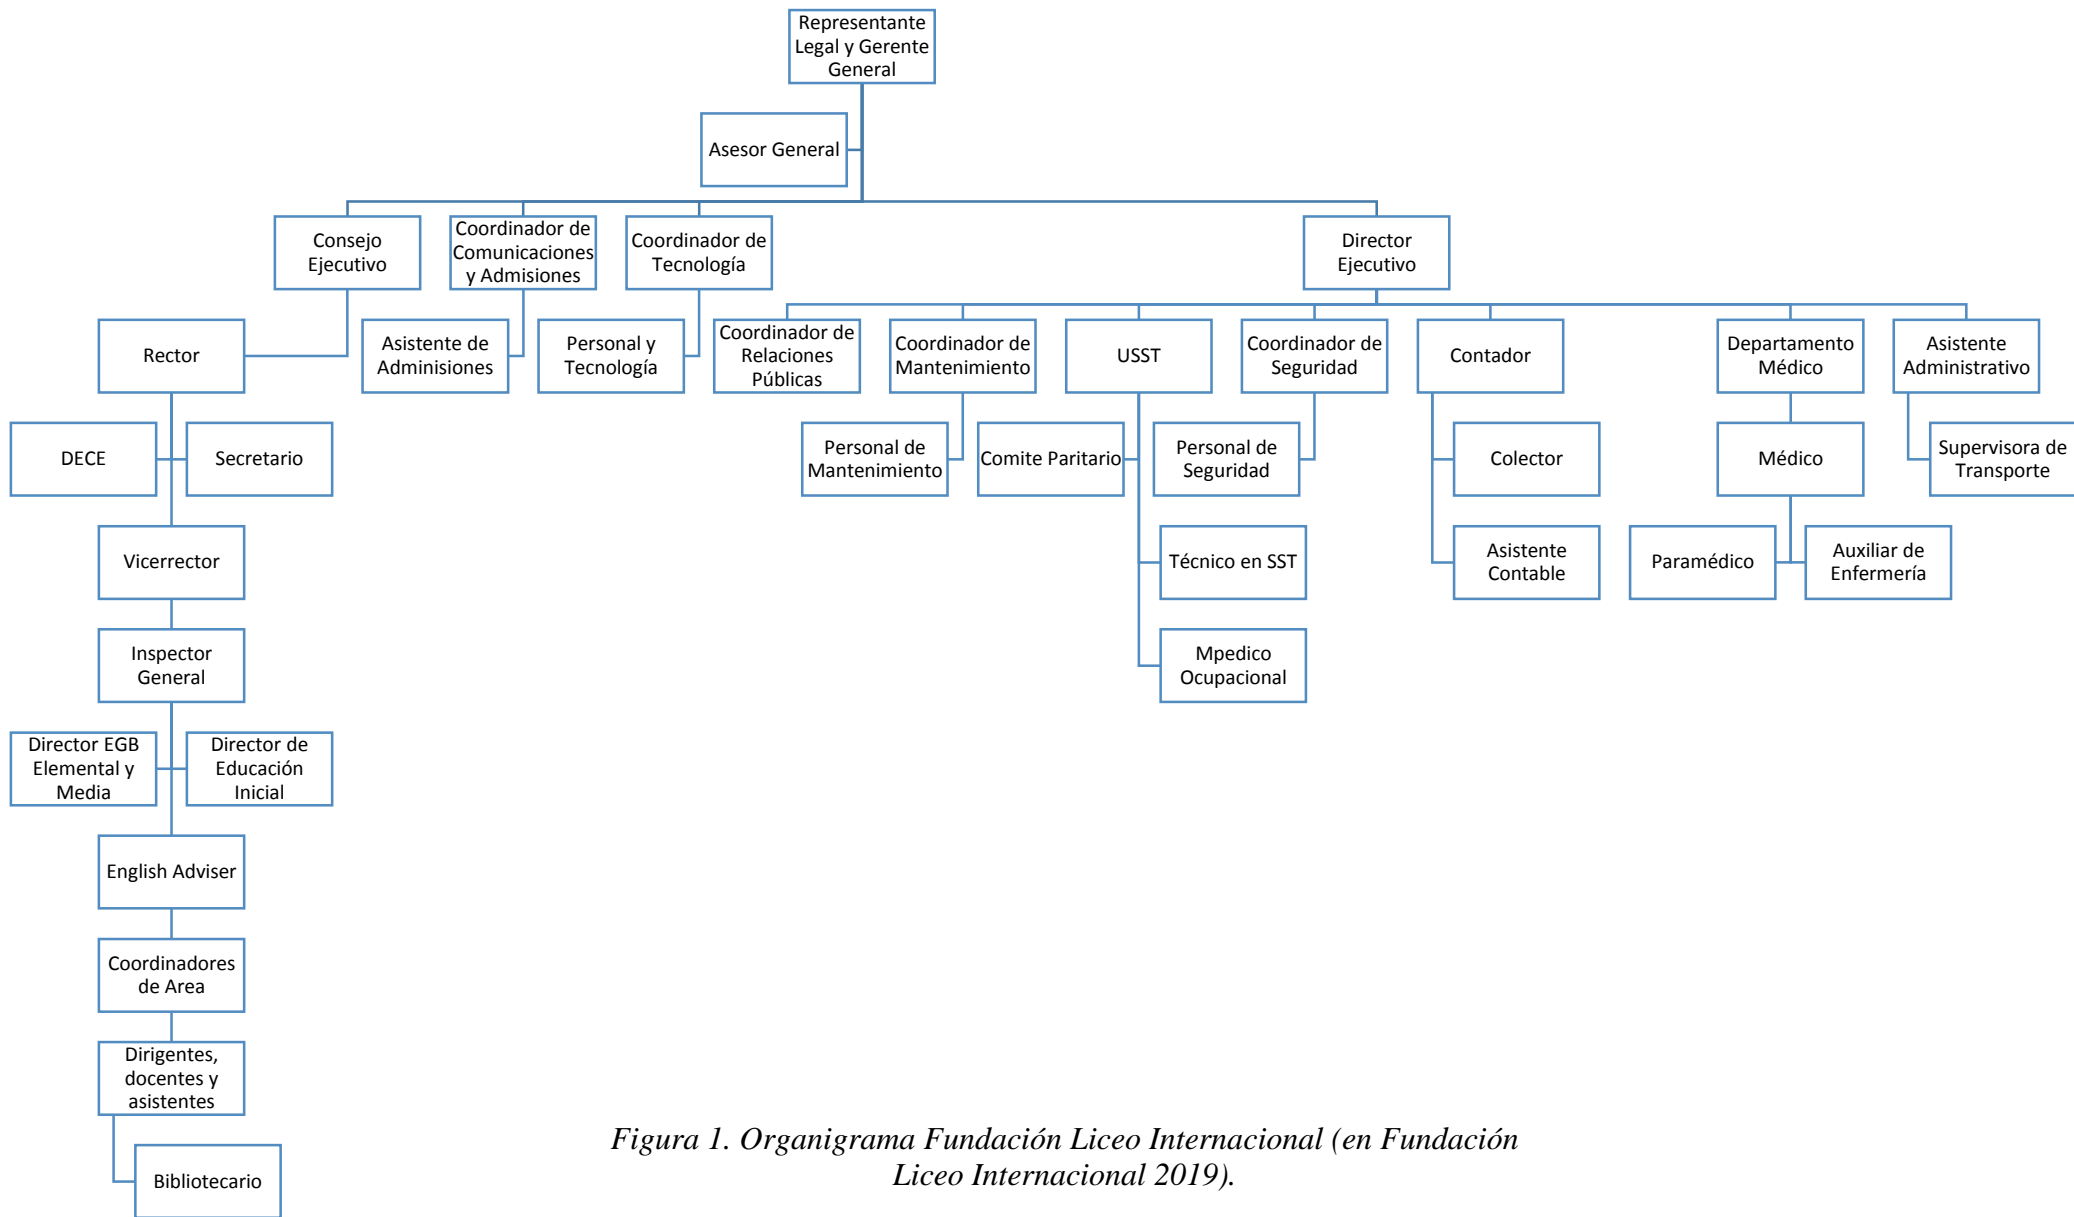 Representante
Legal y Gerente
General
Asesor General
Consejo
Ejecutivo
Coordinador de
Comunicaciones
y Admisiones
Coordinador de
Tecnología
Director
Ejecutivo
Rector
Asistente de
Adminisiones
Personal y
Tecnología
Coordinador de
Relaciones
Públicas
Coordinador de
Mantenimiento
USST
Coordinador de
Seguridad
Contador
Departamento
Médico
Asistente
Administrativo
DECE
Secretario
Personal de
Mantenimiento
Comite Paritario
Personal de
Seguridad
Colector
Médico
Supervisora de
Transporte
Vicerrector
Técnico en SST
Asistente
Contable
Paramédico
Auxiliar de
Enfermería
Inspector
General
Mpedico
Ocupacional
Director EGB
Elemental y
Media
Director de
Educación
Inicial
English Adviser
Coordinadores
de Area
Dirigentes,
docentes y
asistentes
Bibliotecario
Figura 1. Organigrama Fundación Liceo Internacional (en Fundación
Liceo Internacional 2019).